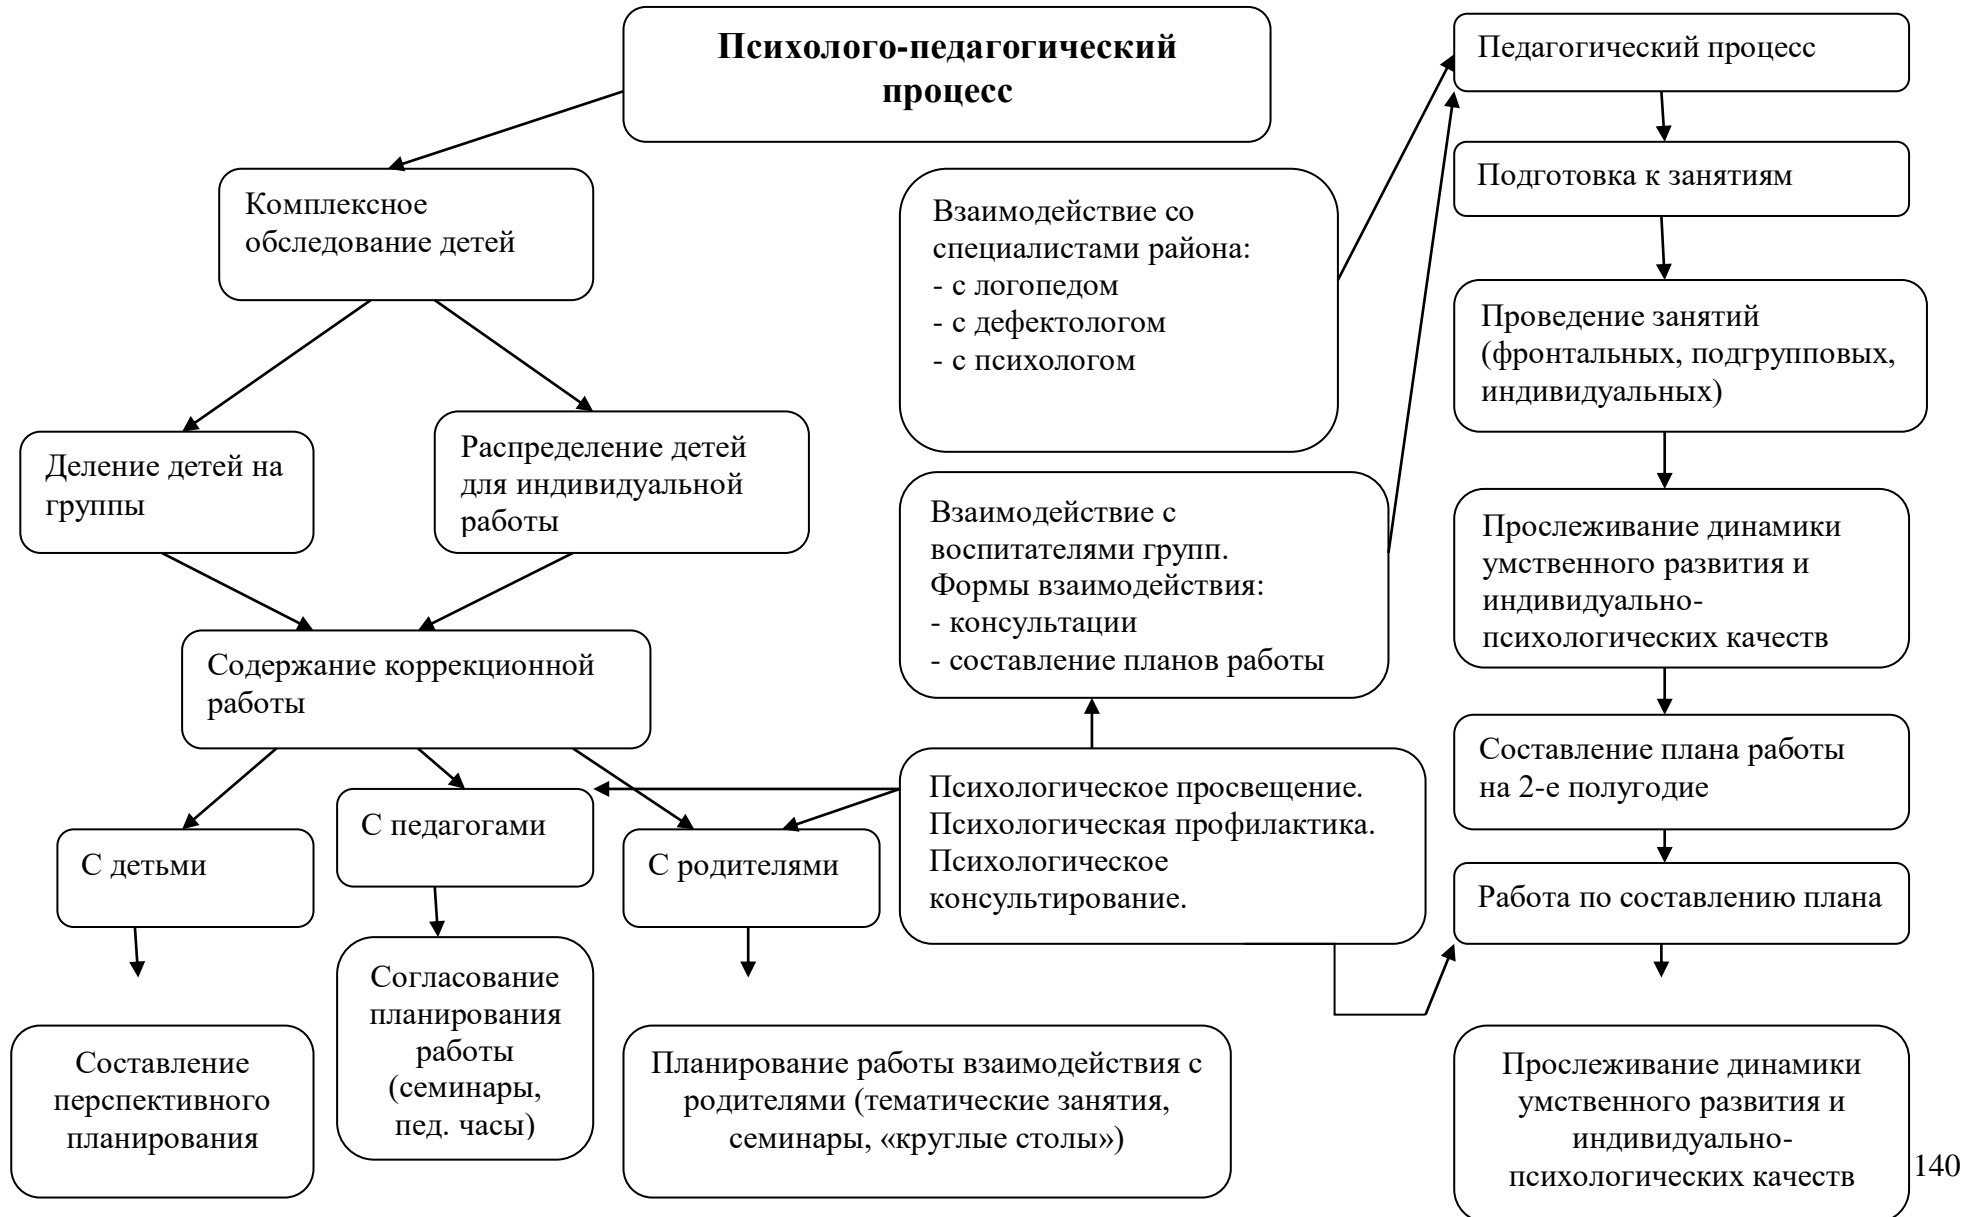 Психолого-педагогический
процесс
Комплексное
обследование детей
Деление детей на
группы
Распределение детей
для индивидуальной
работы
Содержание коррекционной
работы
С детьми
С педагогами
С родителями
Составление
перспективного
планирования
Согласование
планирования
работы
(семинары,
пед. часы)
Планирование работы взаимодействия с
родителями (тематические занятия,
семинары, «круглые столы»)
Взаимодействие со
специалистами района:
- с логопедом
- с дефектологом
- с психологом
Взаимодействие с
воспитателями групп.
Формы взаимодействия:
- консультации
- составление планов работы
Психологическое просвещение.
Психологическая профилактика.
Психологическое
консультирование.
Педагогический процесс
Подготовка к занятиям
Проведение занятий
(фронтальных, подгрупповых,
индивидуальных)
Прослеживание динамики
умственного развития и
индивидуально-
психологических качеств
Составление плана работы
на 2-е полугодие
Работа по составлению плана
Прослеживание динамики
умственного развития и
индивидуально-
психологических качеств
140